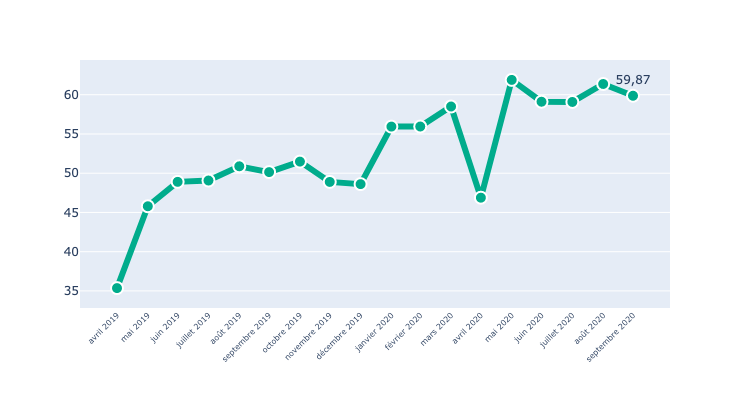 59,87
60
55
50
45
40
35
avril 2019
mai 2019
juin 2019
juillet 2019
août 2019
septembre 2019
octobre 2019
novembre 2019
décembre 2019
janvier 2020
février 2020
mars 2020
avril 2020
mai 2020
juin 2020
juillet 2020
août 2020
septembre 2020